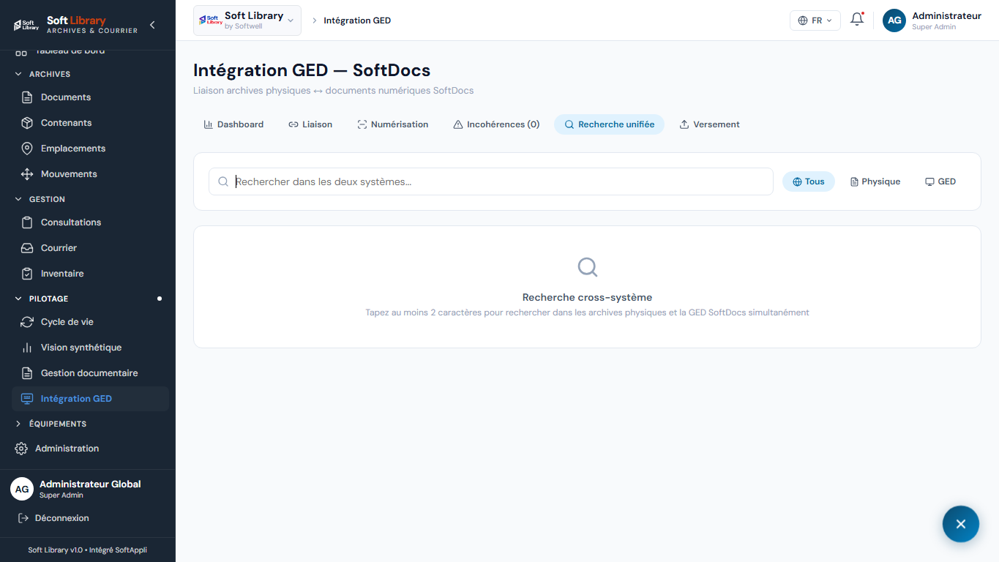 Soft Library
Soft Library
ARCHIVES & COURRIER
Tableau de bord
ARCHIVES
Documents
Contenants
Emplacements
Mouvements
GESTION
Consultations
Courrier
Inventaire
PILOTAGE
Cycle de vie
Vision synthétique
Gestion documentaire
Intégration GED
ÉQUIPEMENTS
Administration
AG
Administrateur Global
Super Admin
Déconnexion
Soft Library v1.0 • Intégré SoftAppli
Soft Library
Soft Library
by Softwell
Intégration GED
FR
AG
Administrateur
Super Admin
Intégration GED — SoftDocs
Liaison archives physiques ↔ documents numériques SoftDocs
Dashboard
Liaison
Numérisation
Incohérences (0)
Recherche unifiée
Versement
Rechercher dans les deux systèmes...
Tous
Physique
GED
Recherche cross-système
Tapez au moins 2 caractères pour rechercher dans les archives physiques et la GED SoftDocs simultanément